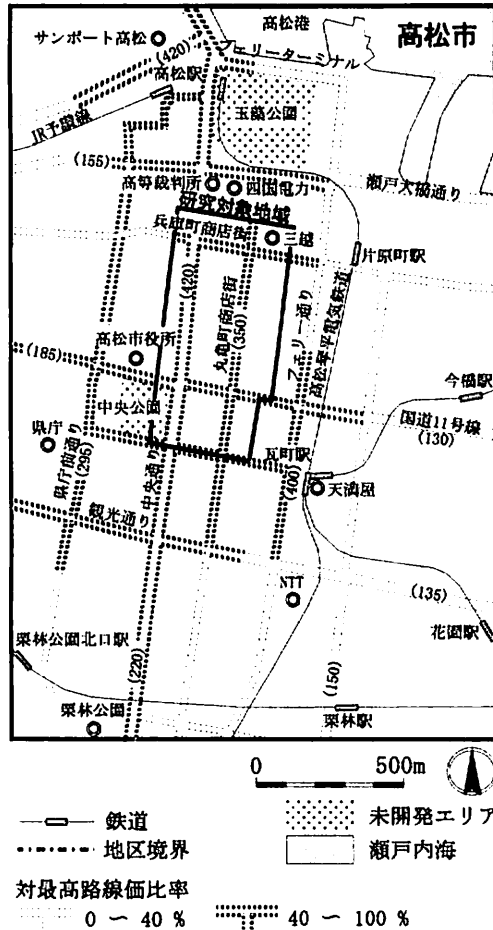 高松市
高松港
フェリーターミナル
サンポート高松
(420)
高松駅
JR予讃線
玉藻公園
(155)
瀬戸大橋通り
高等裁判所
四国電力
研究対象地域
兵庫町商店街
三越
片原町駅
(420)
丸亀町商店街
(350)
フェリー通り
高松琴平電気鉄道
高松市役所
(185)
中央公園
今橋駅
国道11号線
(130)
県庁
県庁前通り
(295)
中央通り
瓦町駅
(400)
天満屋
観光通り
NTT
(135)
花園駅
栗林公園北口駅
(220)
(150)
栗林公園
栗林駅
0 500m
鉄道
未開発エリア
地区境界
瀬戸内海
対最高路線価比率
0 〜 40 %
40 〜 100 %